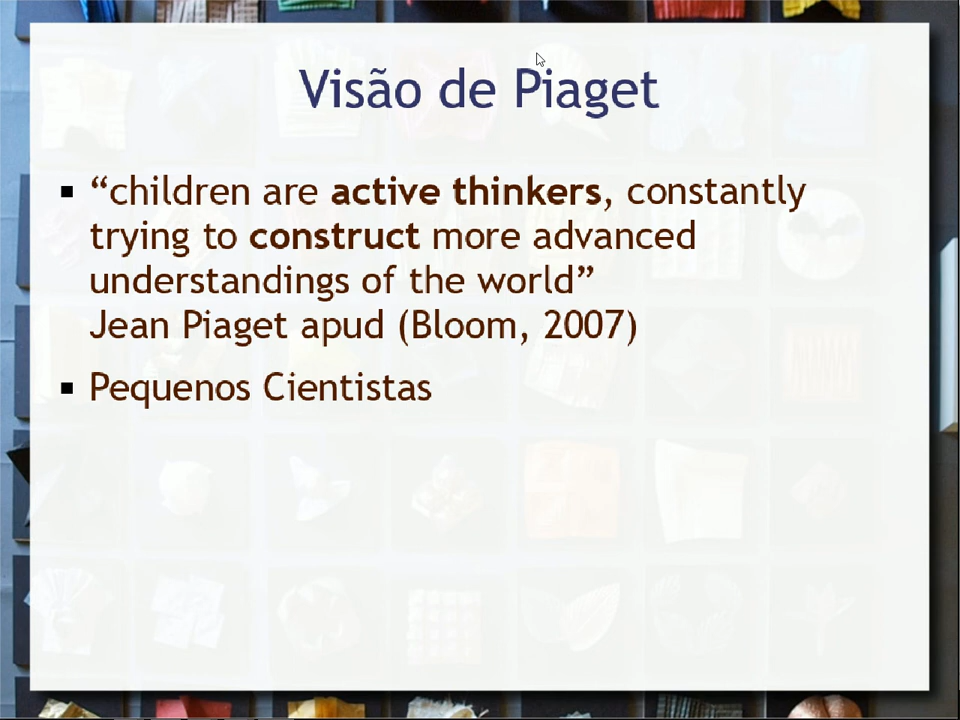 Visão de Piaget
“children are active thinkers, constantly
trying to construct more advanced
understandings of the world”
Jean Piaget apud (Bloom, 2007)
Pequenos Cientistas